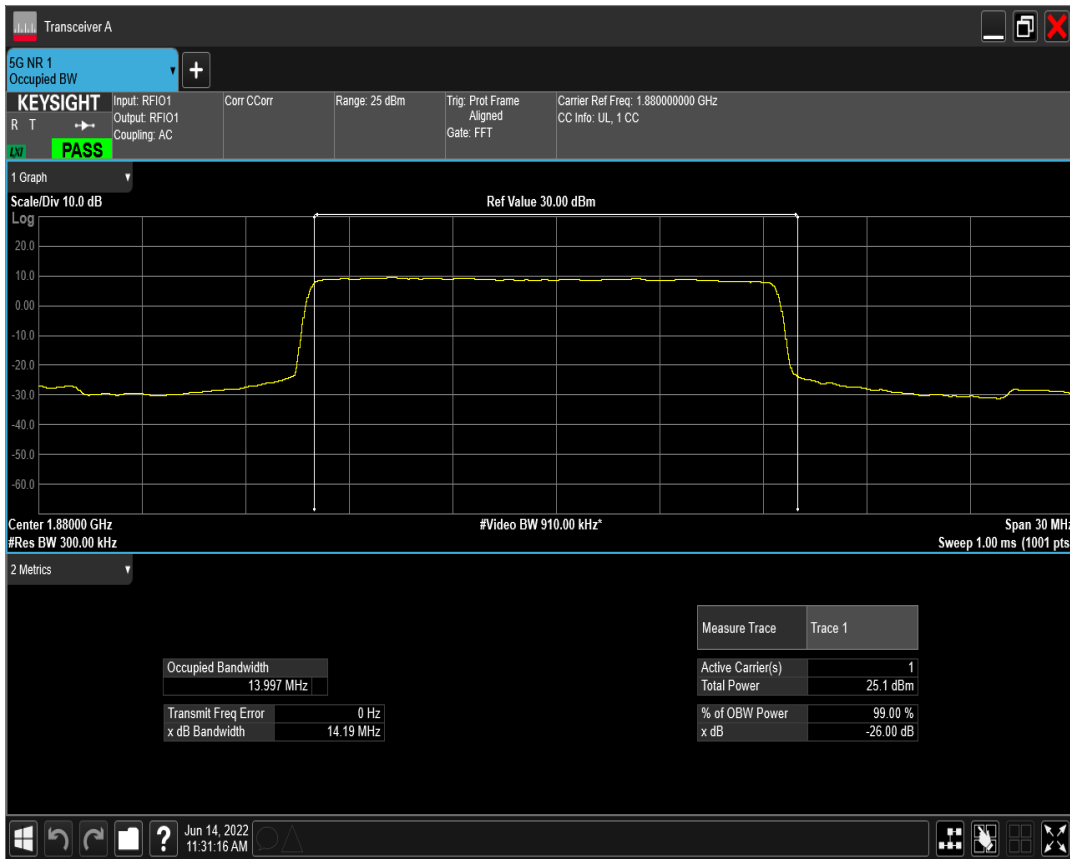 Transceiver A
5G NR 1
Occupied BW
KEYSIGHT
R T
LXI
PASS
Input: RFIO1
Output: RFIO1
Coupling: AC
Corr CCorr
Range: 25 dBm
Trig: Prot Frame
Aligned
Gate: FFT
Carrier Ref Freq: 1.880000000 GHz
CC Info: UL, 1 CC
1 Graph
Scale/Div 10.0 dB
Ref Value 30.00 dBm
Log
20.0
10.0
0.00
-10.0
-20.0
-30.0
-40.0
-50.0
-60.0
Center 1.88000 GHz
#Video BW 910.00 kHz*
Span 30 MHz
#Res BW 300.00 kHz
Sweep 1.00 ms (1001 pts
2 Metrics
Measure Trace Trace 1
Occupied Bandwidth
13.997 MHz
Active Carrier(s) 1
Total Power 25.1 dBm
Transmit Freq Error 0 Hz
x dB Bandwidth 14.19 MHz
% of OBW Power 99.00 %
x dB -26.00 dB
?
Jun 14, 2022
11:31:16 AM